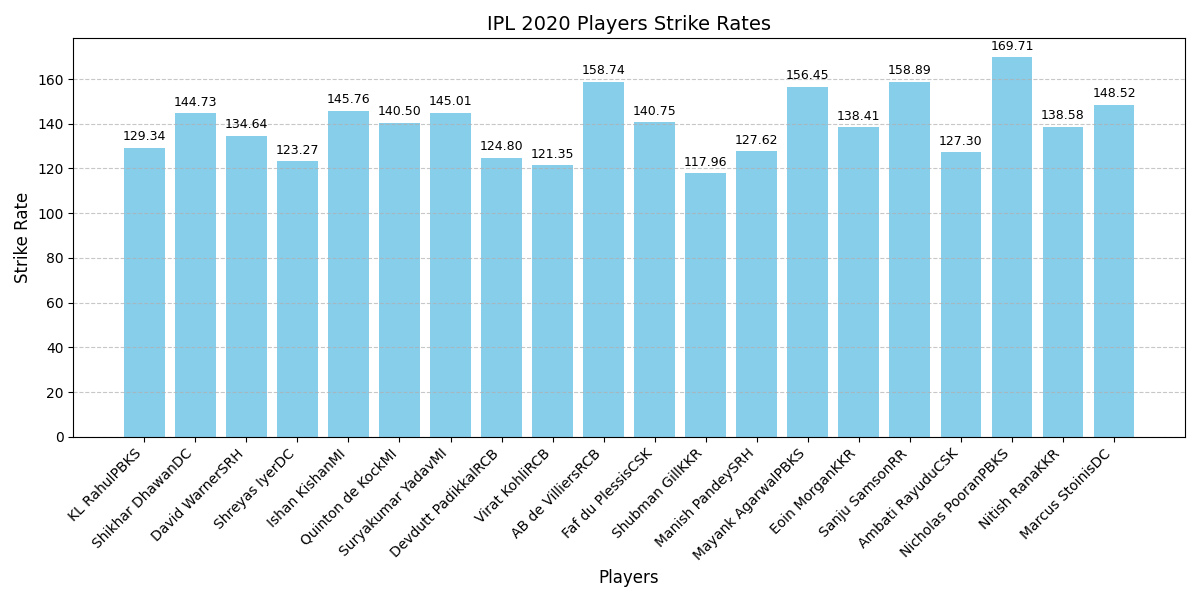 IPL 2020 Players Strike Rates
Strike Rate
160
140
120
100
80
60
40
20
0
129.34
144.73
134.64
123.27
145.76
140.50
145.01
124.80
121.35
158.74
140.75
117.96
127.62
156.45
138.41
158.89
127.30
169.71
138.58
148.52
KL RahulPBKS
Shikhar DhawanDC
David WarnerSRH
Shreyas IyerDC
Ishan KishanMI
Quinton de KockMI
Suryakumar YadavMI
Devdutt PadikkalRCB
Virat KohliRCB
AB de VilliersRCB
Faf du PlessisCSK
Shubman GillKKR
Manish PandeySRH
Mayank AgarwalPBKS
Eoin MorganKKR
Sanju SamsonRR
Ambati RayuduCSK
Nicholas PooranPBKS
Nitish RanaKKR
Marcus StoinisDC
Players